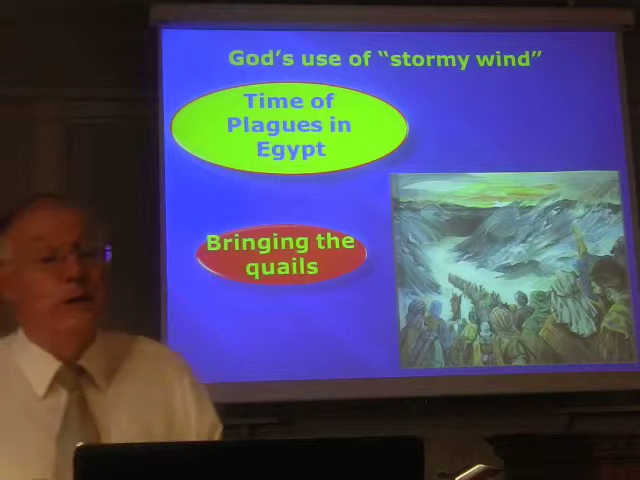 God's use of “stormy wind”
Time of
Plagues in
Egypt
Bringing the
quails